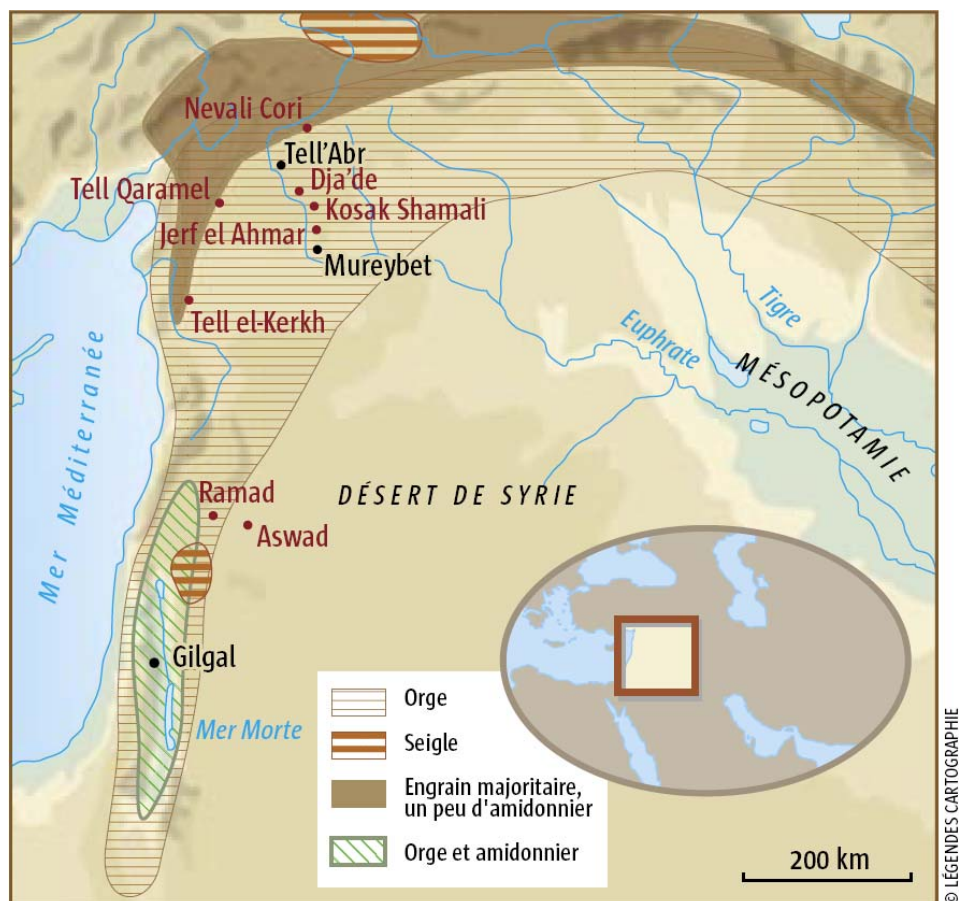 Nevali Cori
Tell'Abr
Dja'de
Tell Qaramel
Kosak Shamali
Jerf el Ahmar
Mureybet
Tell el-Kerkh
Mer Méditerranée
Euphrate
Tigre
MÉSOPOTAMIE
Ramad
DÉSERT DE SYRIE
Aswad
Gilgal
Mer Morte
Orge
Seigle
Engrain majoritaire,
un peu d'amidonnier
Orge et amidonnier
200 km
© LÉGENDES CARTOGRAPHIE